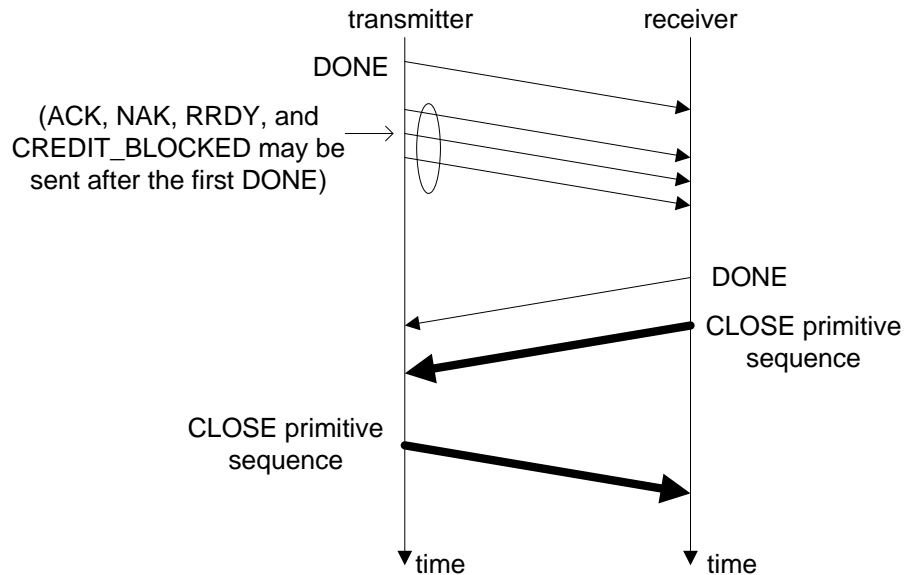 transmitter
receiver
DONE
(ACK, NAK, RRDY, and
CREDIT_BLOCKED may be
sent after the first DONE)
DONE
CLOSE primitive
sequence
CLOSE primitive
sequence
time
time